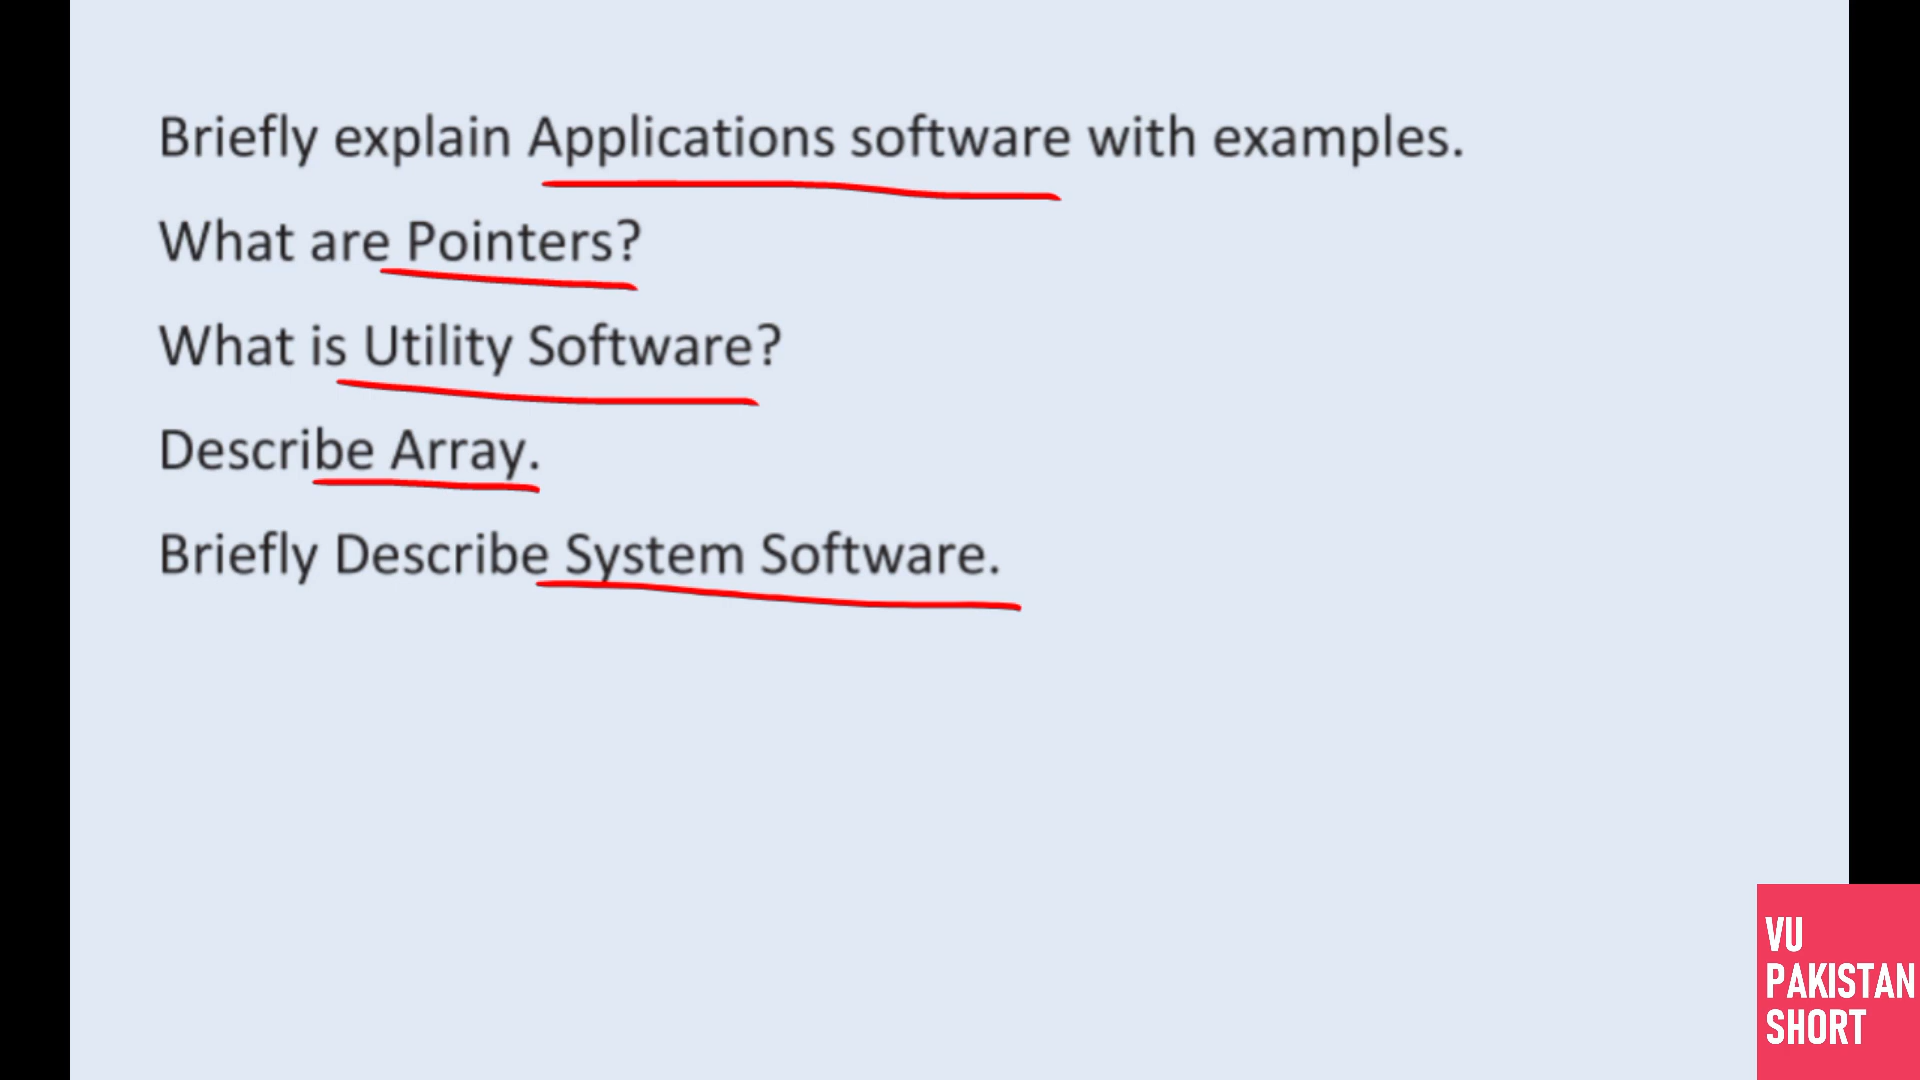 Briefly explain Applications software with examples.
What are Pointers?
What is Utility Software?
Describe Array.
Briefly Describe System Software.
VU
PAKISTAN
SHORT